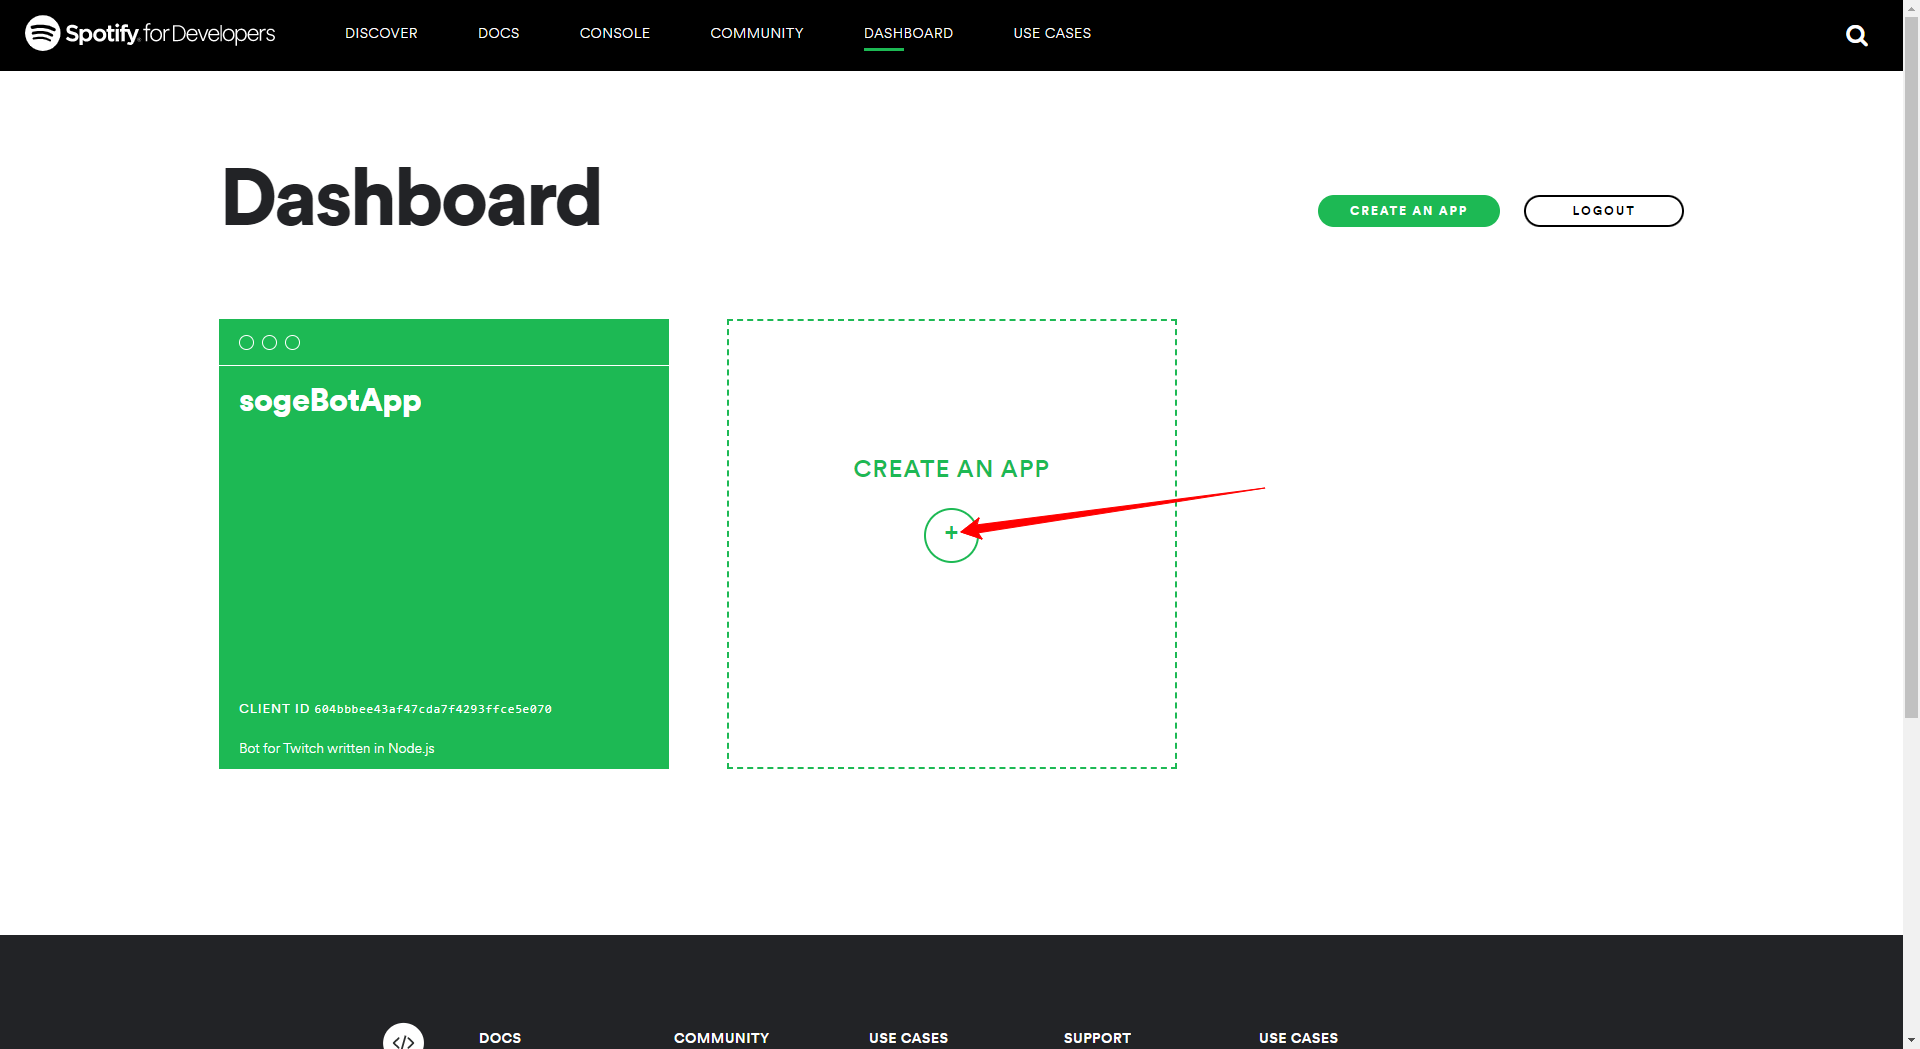 Spotify for Developers
DISCOVER
DOCS
CONSOLE
COMMUNITY
DASHBOARD
USE CASES
Dashboard
CREATE AN APP
LOGOUT
sogeBotApp
CLIENT ID 604bbbee43af47cda7f4293ffce5e070
Bot for Twitch written in Node.js
CREATE AN APP
+
</>
DOCS
COMMUNITY
USE CASES
SUPPORT
USE CASES